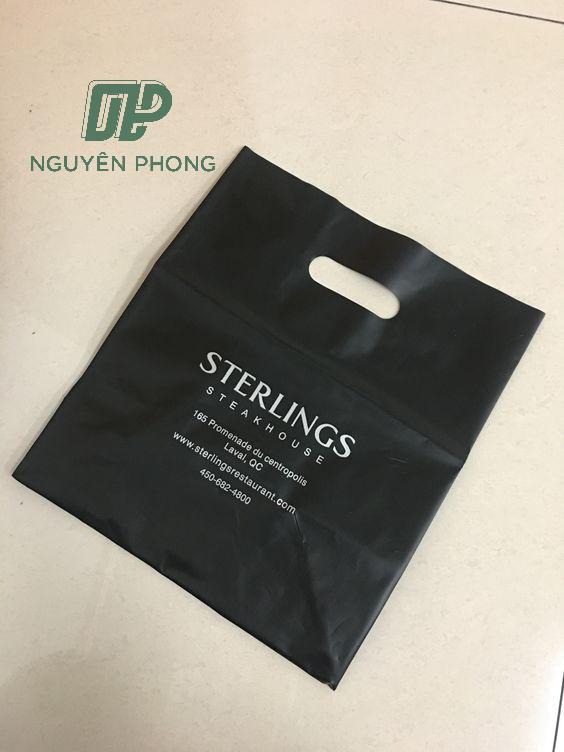 NGUYÊN PHONG
STERLINGS
STEAKHOUSE
165 Promenade du centropolis
Laval, QC
www.sterlingsrestaurant.com
450-682-4800